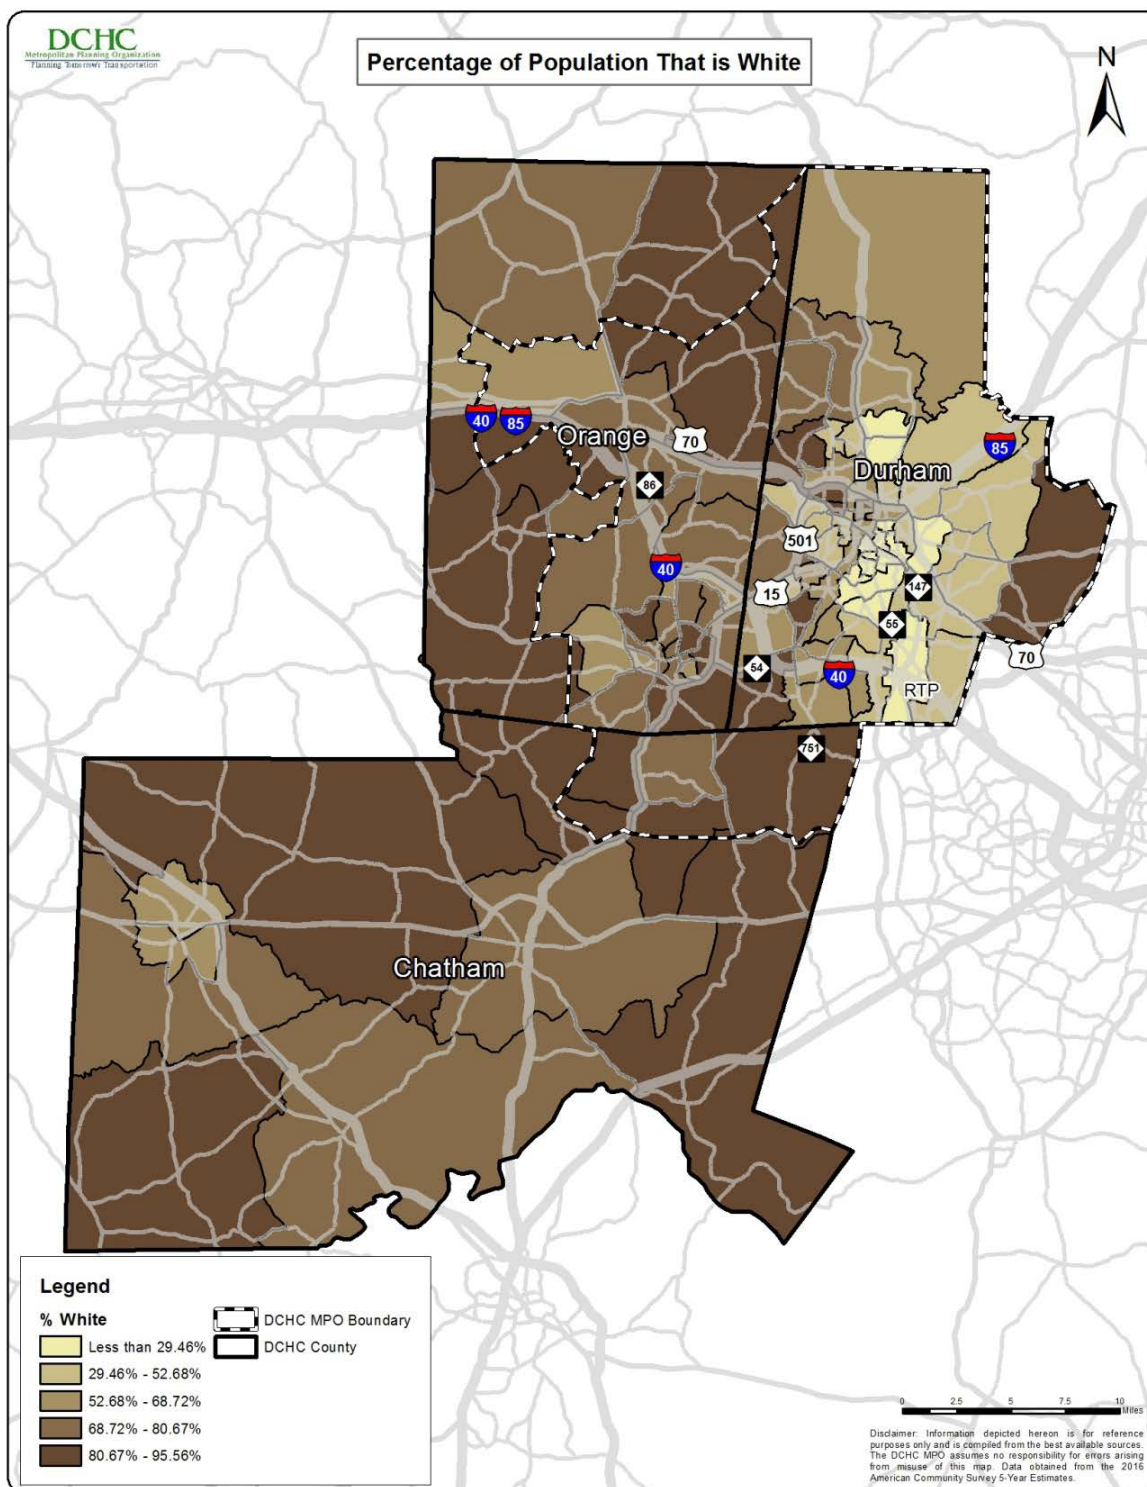 DCHC
Metropolitan Planning Organization
Planning Tomorrow's Transportation
Percentage of Population That is White
N
40
85
Orange
70
86
85
Durham
501
40
15
147
55
54
40
RTP
70
751
Chatham
Legend
% White
Less than 29.46%
29.46% - 52.68%
52.68% - 68.72%
68.72% - 80.67%
80.67% - 95.56%
DCHC MPO Boundary
DCHC County
0 2.5 5 7.5 10
Miles
Disclaimer: Information depicted hereon is for reference
purposes only and is compiled from the best available sources.
The DCHC MPO assumes no responsibility for errors arising
from misuse of this map. Data obtained from the 2016
American Community Survey 5-Year Estimates.